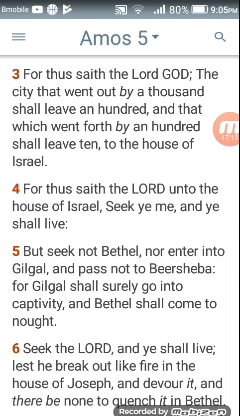 Bmobile 80% 9:05PM
Amos 5
3 For thus saith the Lord GOD; The
city that went out by a thousand
shall leave an hundred, and that
which went forth by an hundred
shall leave ten, to the house of
Israel.
4 For thus saith the LORD unto the
house of Israel, Seek ye me, and ye
shall live:
5 But seek not Bethel, nor enter into
Gilgal, and pass not to Beersheba:
for Gilgal shall surely go into
captivity, and Bethel shall come to
nought.
6 Seek the LORD, and ye shall live;
lest he break out like fire in the
house of Joseph, and devour it, and
there be none to quench it in Bethel.
Recorded by MOBIZEN